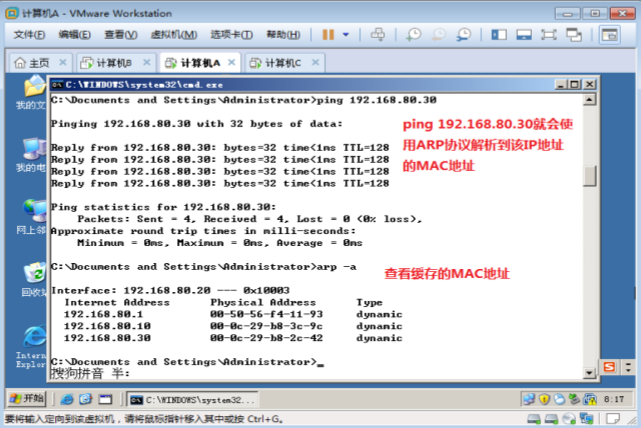 计算机A - VMware Workstation
文件(F) 编辑(E) 查看(V) 虚拟机(M) 选项卡(T) 帮助(H)
主页 计算机B 计算机A 计算机C
C:\WINDOWS\system32\cmd.exe
C:\Documents and Settings\Administrator>ping 192.168.80.30
Pinging 192.168.80.30 with 32 bytes of data:
ping 192.168.80.30就会使
用ARP协议解析到该IP地址
的MAC地址
Reply from 192.168.80.30: bytes=32 time<1ms TTL=128
Reply from 192.168.80.30: bytes=32 time<1ms TTL=128
Reply from 192.168.80.30: bytes=32 time<1ms TTL=128
Reply from 192.168.80.30: bytes=32 time<1ms TTL=128
Ping statistics for 192.168.80.30:
Packets: Sent = 4, Received = 4, Lost = 0 (0% loss),
Approximate round trip times in milli-seconds:
Minimum = 0ms, Maximum = 0ms, Average = 0ms
C:\Documents and Settings\Administrator>arp -a
查看缓存的MAC地址
Interface: 192.168.80.20 --- 0x10003
Internet Address Physical Address Type
192.168.80.1 00-50-56-f4-11-93 dynamic
192.168.80.10 00-0c-29-b8-3c-9c dynamic
192.168.80.30 00-0c-29-b8-2c-42 dynamic
C:\Documents and Settings\Administrator>_
搜狗拼音 半:
我的文
我的电
网上邻
回收站
Intern
Explor
开始 C:\WINDOWS\system32... 8:17
要将输入定向到该虚拟机，请将鼠标指针移入其中或按 Ctrl+G。